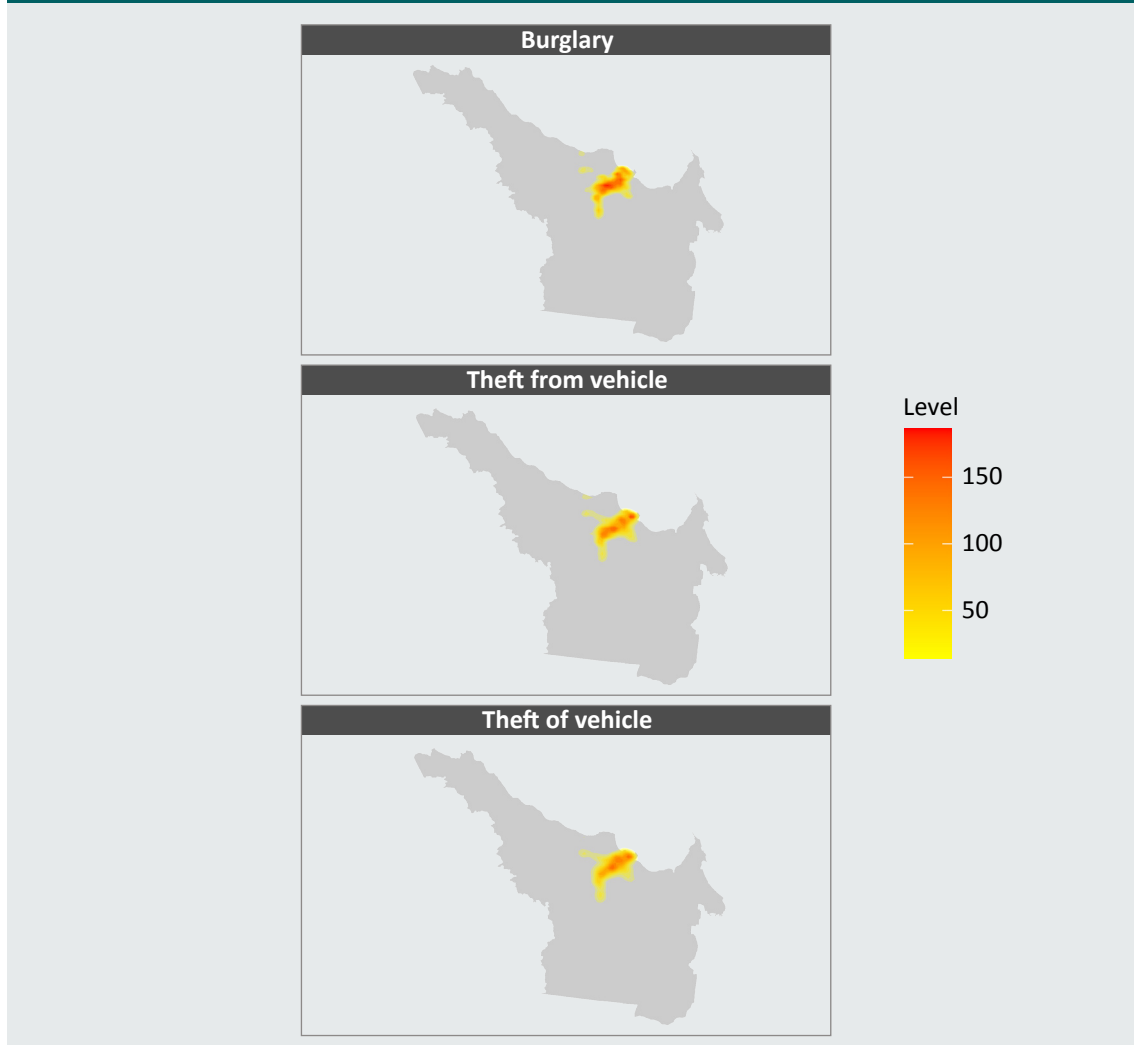 Burglary
Theft from vehicle
Level
150
100
50
Theft of vehicle